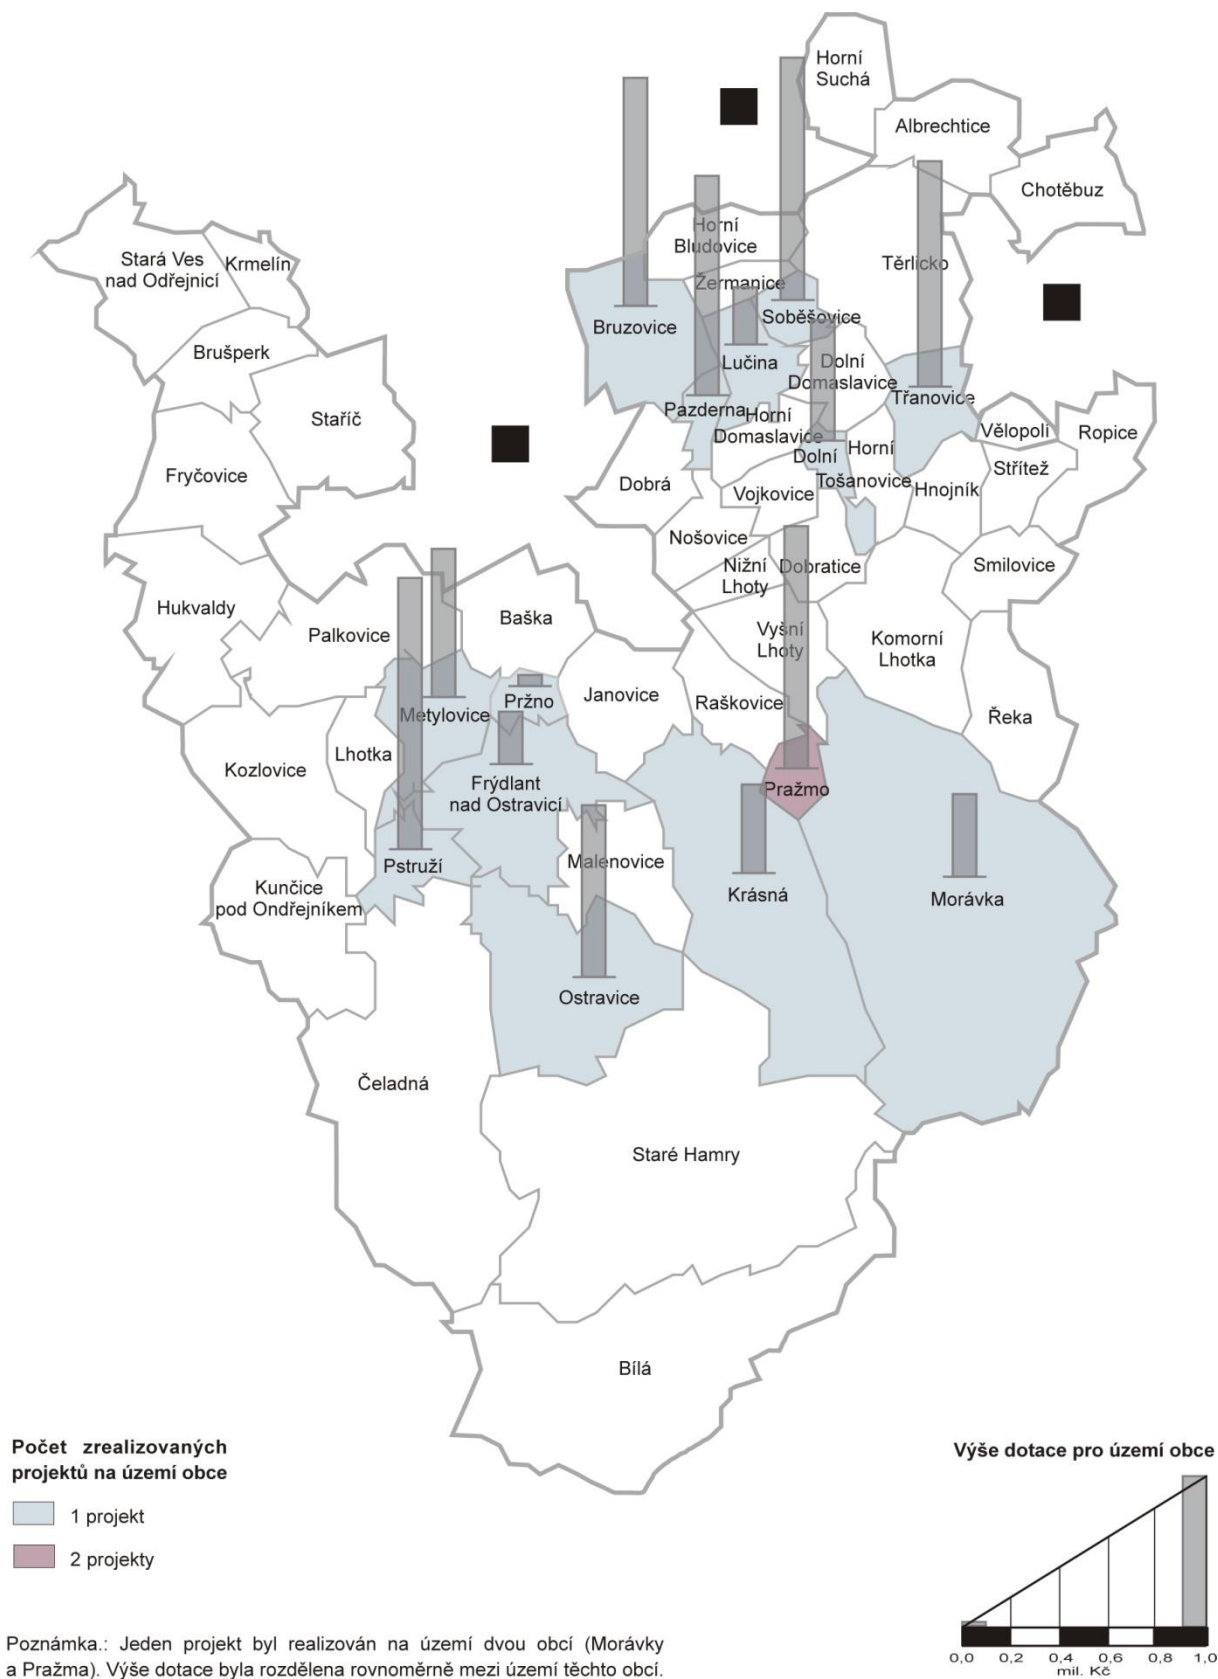 Horní
Suchá
Albrechtice
Chotěbuz
Horní
Bludovice
Stará Ves
nad Odřejnicí
Krmelín
Těrlicko
Žermanice
Soběšovice
Bruzovice
Brušperk
Lučina
Dolní
Domaslavice
Třanovice
Pazderna
Horní
Domaslavice
Staříč
Vělopolí
Ropice
Dolní
Horní
Tošanovice
Střítež
Fryčovice
Dobrá
Vojkovice
Hnojník
Nošovice
Nižní
Lhoty
Dobratice
Smilovice
Hukvaldy
Palkovice
Baška
Vyšní
Lhoty
Komorní
Lhotka
Pržno
Janovice
Raškovice
Metylovice
Řeka
Lhotka
Kozlovice
Frýdlant
nad Ostravicí
Pražmo
Pstruží
Malenovice
Krásná
Morávka
Kunčice
pod Ondřejníkem
Ostravice
Čeladná
Staré Hamry
Bílá
Počet zrealizovaných
projektů na území obce
1 projekt
2 projekty
Výše dotace pro území obce
0,0 0,2 0,4 0,6 0,8 1,0
mil. Kč
Poznámka.: Jeden projekt byl realizován na území dvou obcí (Morávky
a Pražma). Výše dotace byla rozdělena rovnoměrně mezi území těchto obcí.